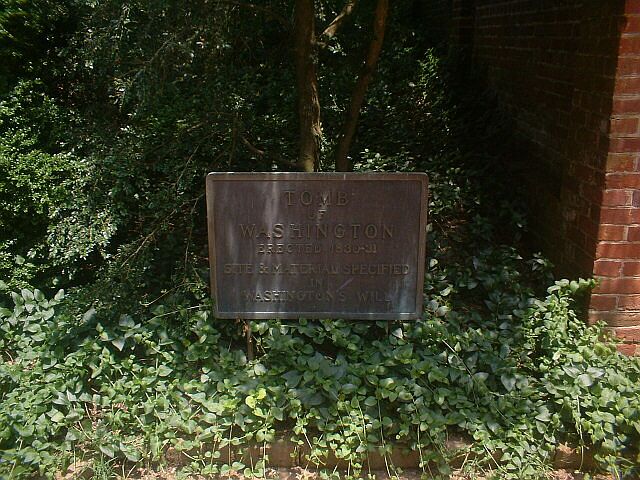 TOMB
OF
WASHINGTON
ERECTED 1830-31
SITE & MATERIAL SPECIFIED
IN
WASHINGTON'S WILL